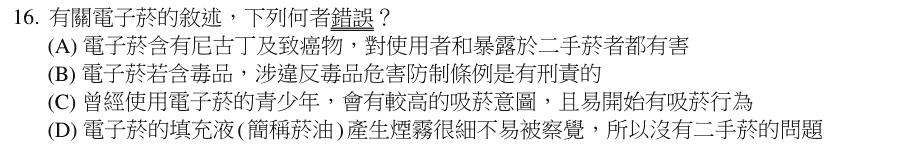 16. 有關電子菸的敘述，下列何者錯誤？
(A) 電子菸含有尼古丁及致癌物，對使用者和暴露於二手菸者都有害
(B) 電子菸若含毒品，涉違反毒品危害防制條例是有刑責的
(C) 曾經使用電子菸的青少年，會有較高的吸菸意圖，且易開始有吸菸行為
(D) 電子菸的填充液(簡稱菸油)產生煙霧很細不易被察覺，所以沒有二手菸的問題